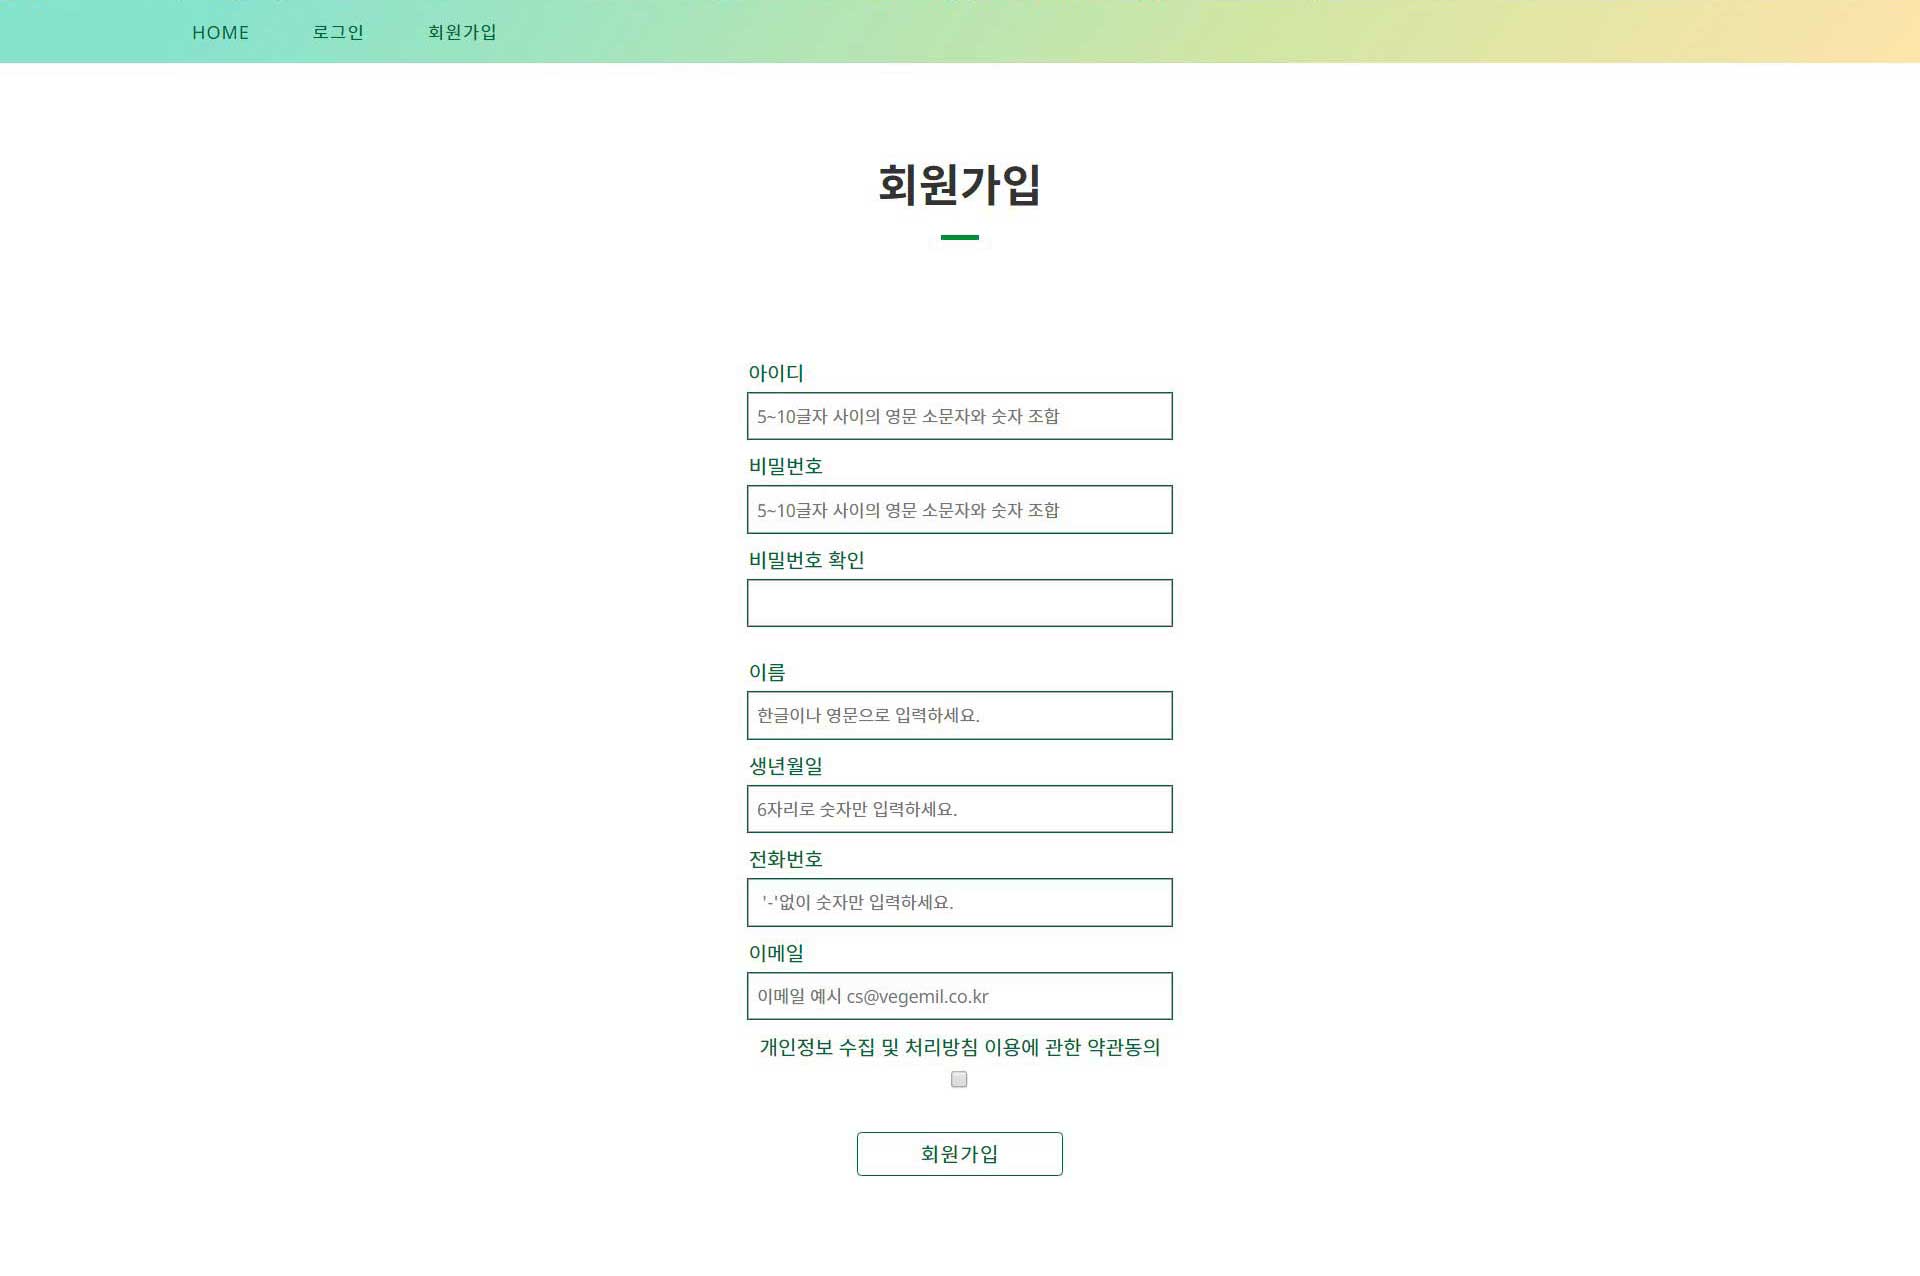 HOME 로그인 회원가입
회원가입
아이디
5~10글자 사이의 영문 소문자와 숫자 조합
비밀번호
5~10글자 사이의 영문 소문자와 숫자 조합
비밀번호 확인
이름
한글이나 영문으로 입력하세요.
생년월일
6자리로 숫자만 입력하세요.
전화번호
'-'없이 숫자만 입력하세요.
이메일
이메일 예시 cs@vegemil.co.kr
개인정보 수집 및 처리방침 이용에 관한 약관동의
회원가입